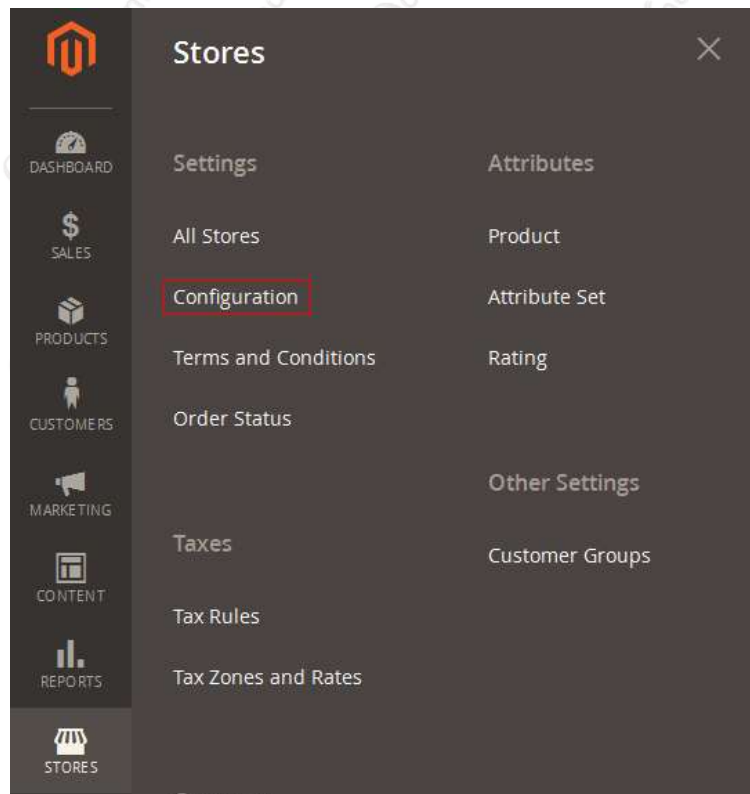 DASHBOARD
SALES
PRODUCTS
CUSTOMERS
MARKETING
CONTENT
REPORTS
STORES
Stores
Settings
All Stores
Configuration
Terms and Conditions
Order Status
Taxes
Tax Rules
Tax Zones and Rates
Attributes
Product
Attribute Set
Rating
Other Settings
Customer Groups